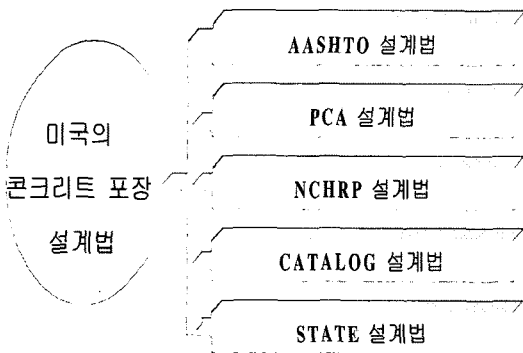 미국의
콘크리트 포장
설계법
AASHTO 설계법
PCA 설계법
NCHRP 설계법
CATALOG 설계법
STATE 설계법